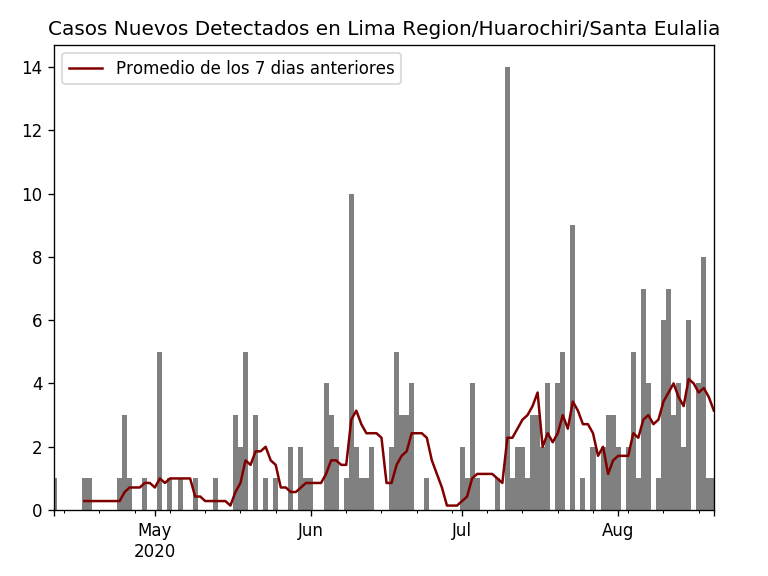 Casos Nuevos Detectados en Lima Region/Huarochiri/Santa Eulalia
Promedio de los 7 dias anteriores
14
12
10
8
6
4
2
0
May
2020
Jun
Jul
Aug